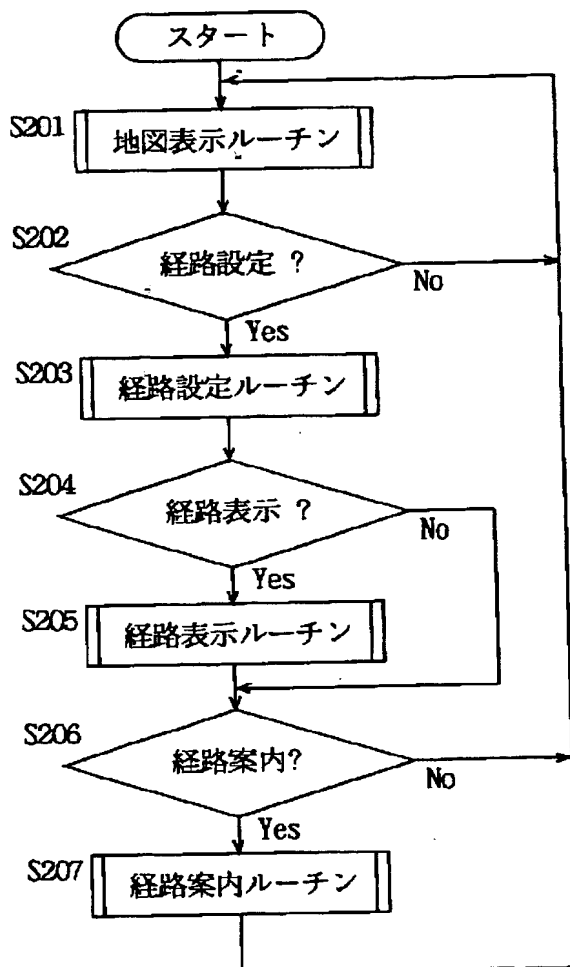 スタート
S201
地図表示ルーチン
S202
経路設定 ?
No
Yes
S203
経路設定ルーチン
S204
経路表示 ?
No
Yes
S205
経路表示ルーチン
S206
経路案内?
No
Yes
S207
経路案内ルーチン